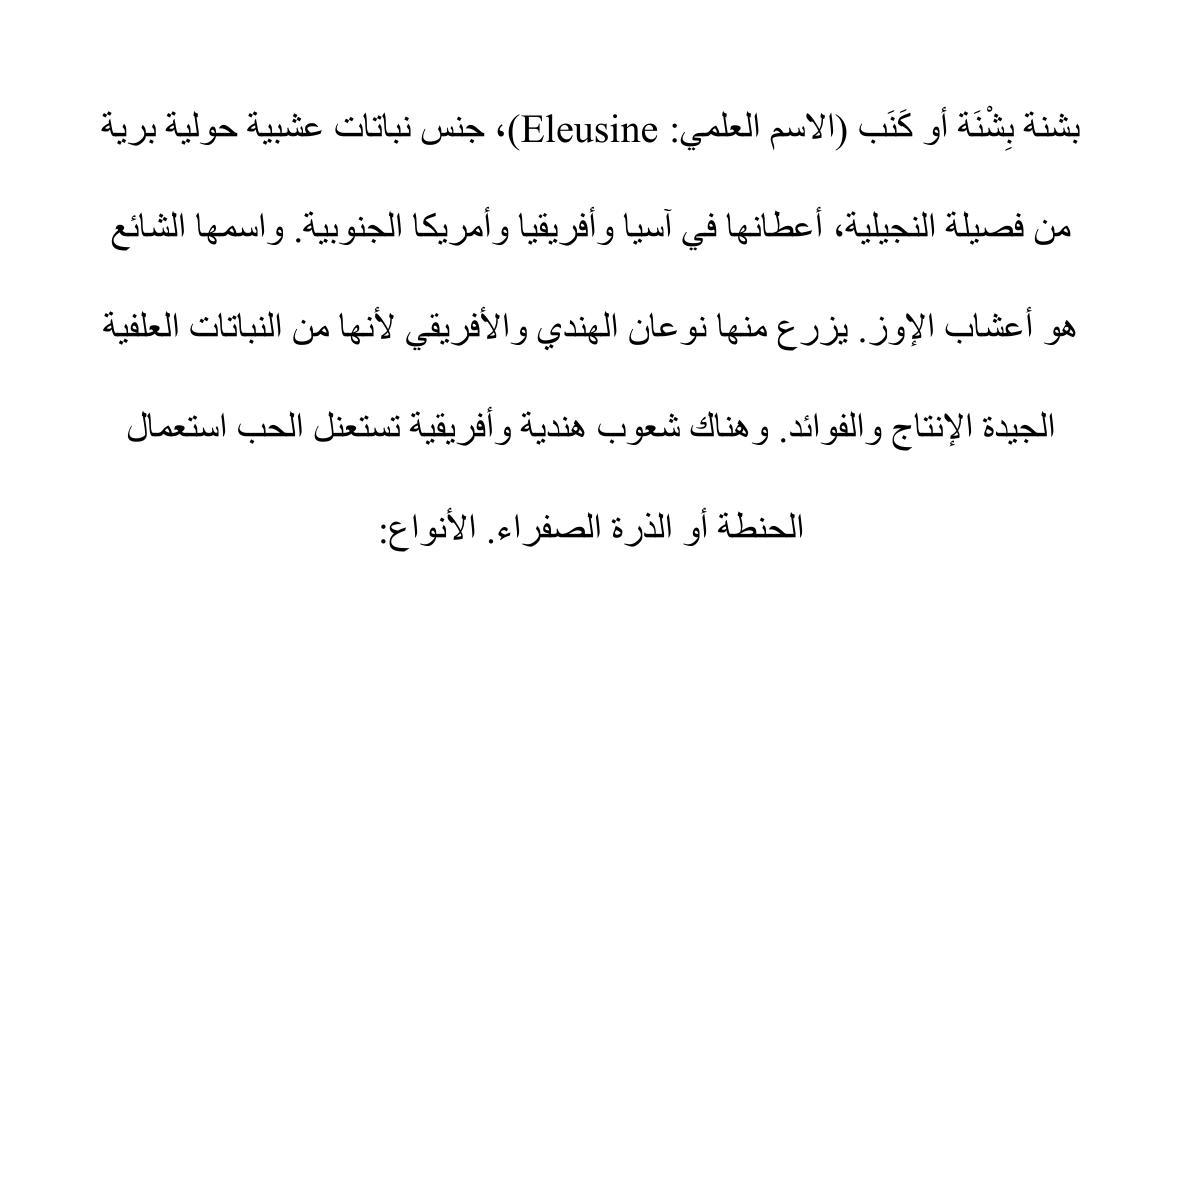 بشنة بِشْنَة أو كَنَب (الاسم العلمي: Eleusine)، جنس نباتات عشبية حولية برية
من فصيلة النجيلية، أعطانها في آسيا وأفريقيا وأمريكا الجنوبية. واسمها الشائع
هو أعشاب الإوز. يزرع منها نوعان الهندي والأفريقي لأنها من النباتات العلفية
الجيدة الإنتاج والفوائد. وهناك شعوب هندية وأفريقية تستعنل الحب استعمال
الحنطة أو الذرة الصفراء. الأنواع: